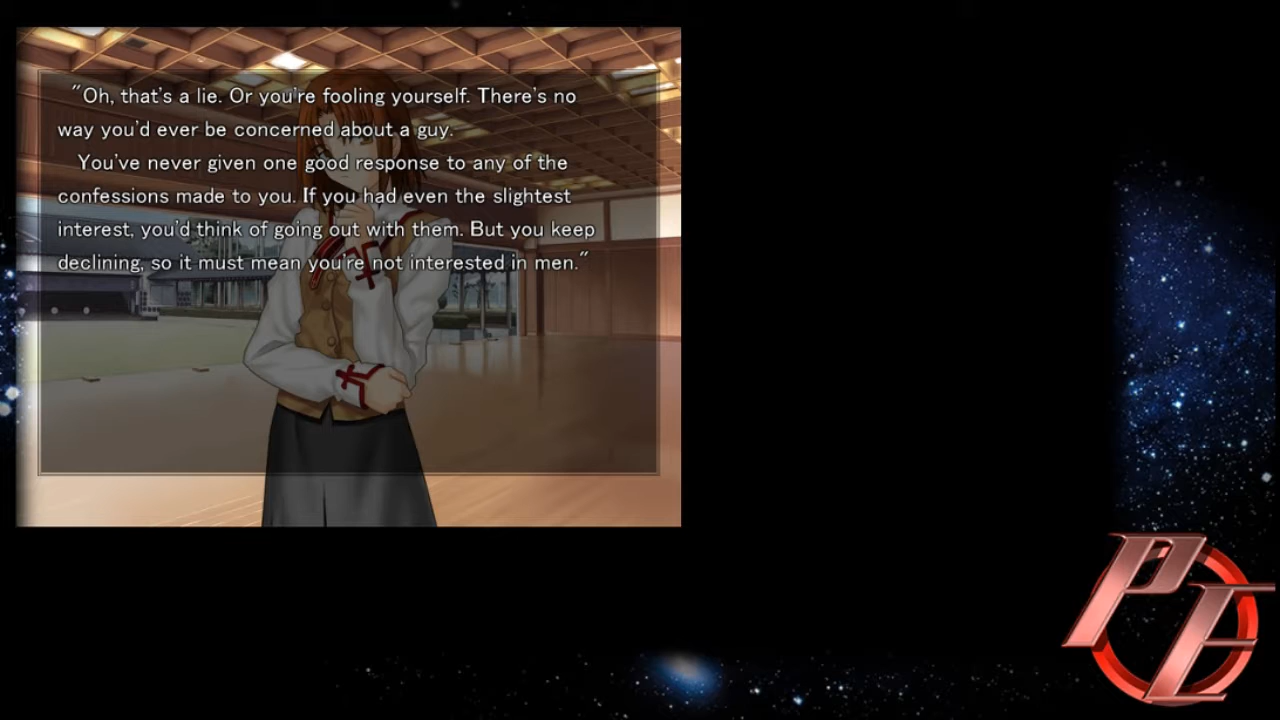 "Oh, that's a lie. Or you're fooling yourself. There's no
way you'd ever be concerned about a guy.
You've never given one good response to any of the
confessions made to you. If you had even the slightest
interest, you'd think of going out with them. But you keep
declining, so it must mean you're not interested in men."
PE